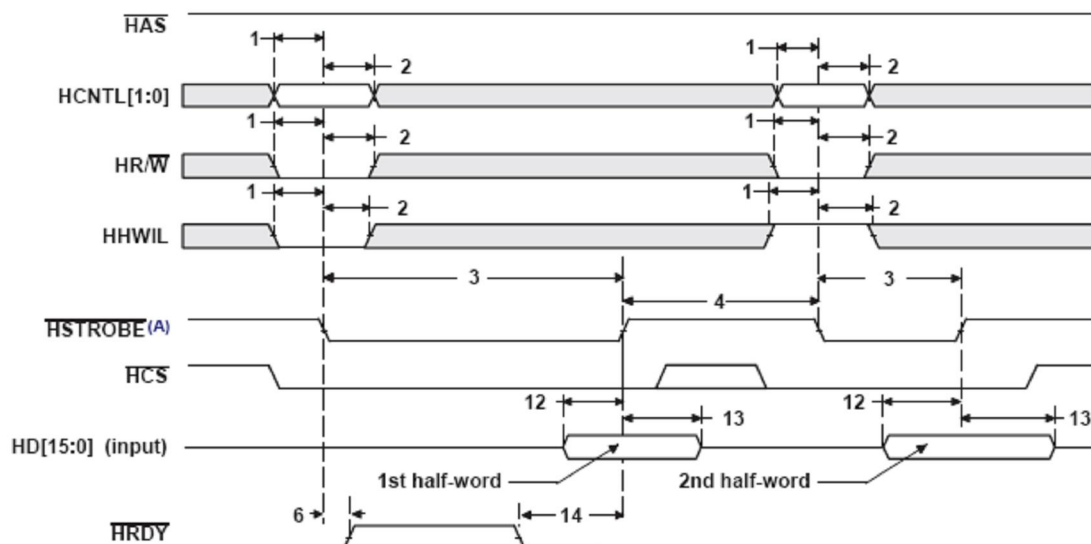 HAS
1
1
2
2
HCNTL[1:0]
1
1
2
2
HR/W
1
1
2
2
HHWIL
3
3
4
HSTROBE(A)
HCS
12
12
13
13
HD[15:0] (input)
1st half-word
2nd half-word
6
14
HRDY